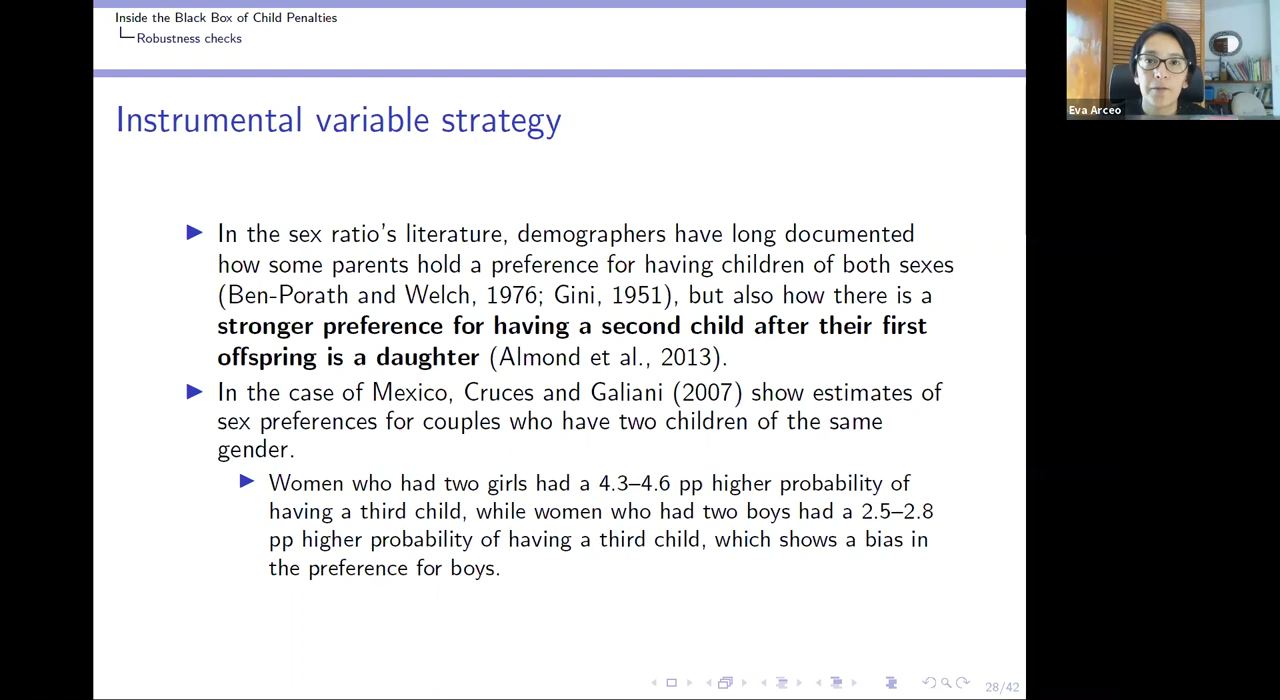 Inside the Black Box of Child Penalties
Robustness checks
Instrumental variable strategy
In the sex ratio's literature, demographers have long documented
how some parents hold a preference for having children of both sexes
(Ben-Porath and Welch, 1976; Gini, 1951), but also how there is a
stronger preference for having a second child after their first
offspring is a daughter (Almond et al., 2013).
In the case of Mexico, Cruces and Galiani (2007) show estimates of
sex preferences for couples who have two children of the same
gender.
Women who had two girls had a 4.3–4.6 pp higher probability of
having a third child, while women who had two boys had a 2.5–2.8
pp higher probability of having a third child, which shows a bias in
the preference for boys.
28/42
Eva Arceo